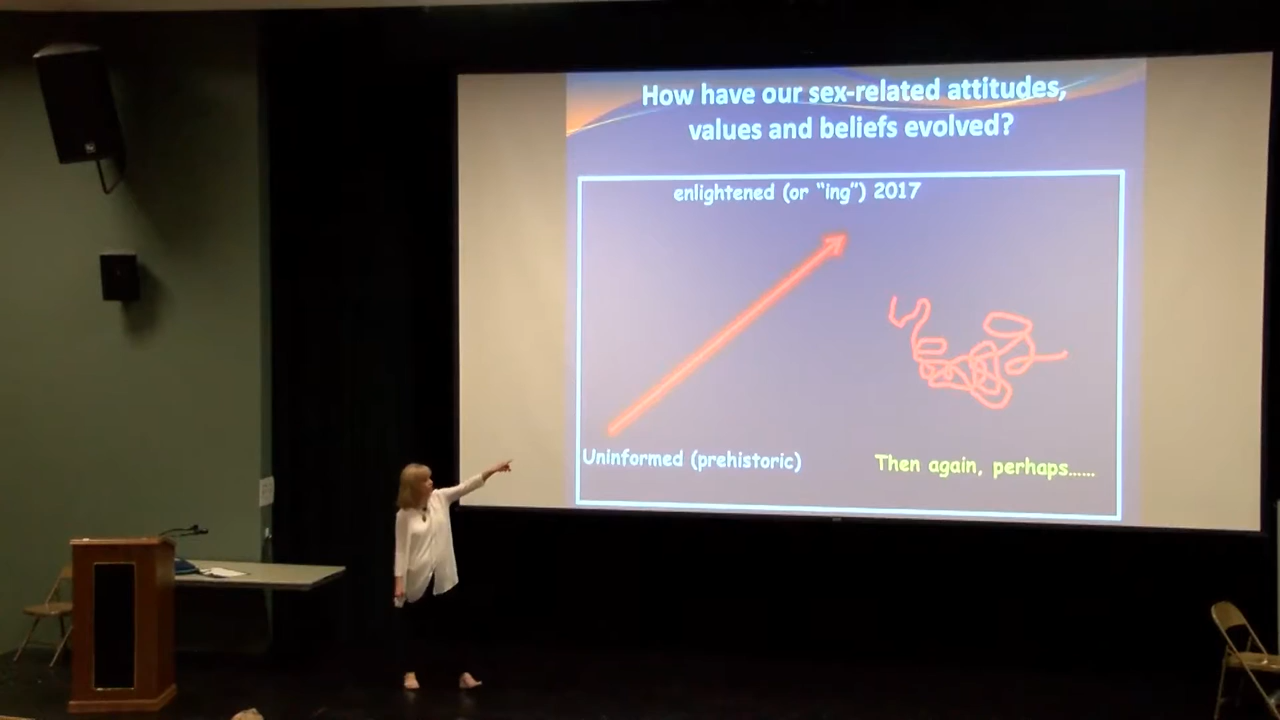 How have our sex-related attitudes,
values and beliefs evolved?
enlightened (or “ing”) 2017
Uninformed (prehistoric)
Then again, perhaps......